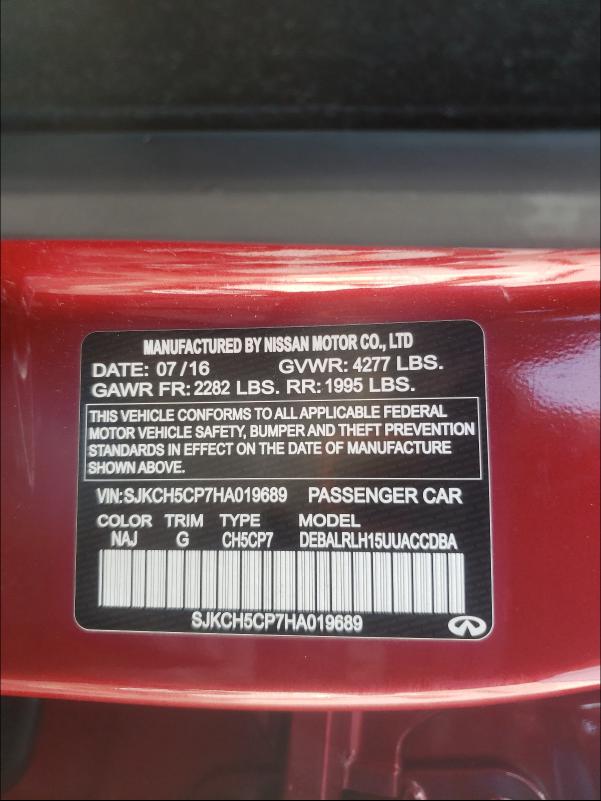 MANUFACTURED BY NISSAN MOTOR CO., LTD
DATE: 07 /16 GVWR: 4277 LBS.
GAWR FR: 2282 LBS. RR: 1995 LBS.
THIS VEHICLE CONFORMS TO ALL APPLICABLE FEDERAL
MOTOR VEHICLE SAFETY, BUMPER AND THEFT PREVENTION
STANDARDS IN EFFECT ON THE DATE OF MANUFACTURE
SHOWN ABOVE.
VIN:SJKCH5CP7HA019689 PASSENGER CAR
COLOR TRIM TYPE MODEL
NAJ G CH5CP7 DEBALRLH15UUACCDBA
SJKCH5CP7HA019689